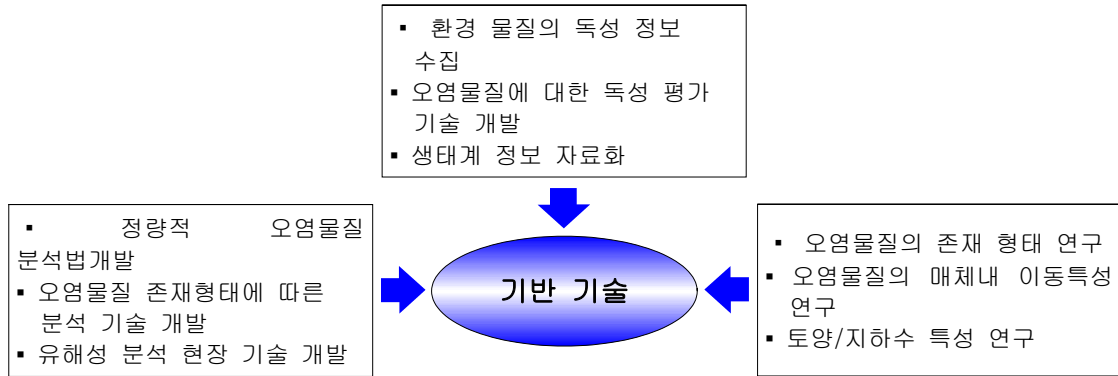 ▪ 환경 물질의 독성 정보
수집
▪ 오염물질에 대한 독성 평가
기술 개발
▪ 생태계 정보 자료화
▪ 정량적 오염물질
분석법개발
▪ 오염물질 존재형태에 따른
분석 기술 개발
▪ 유해성 분석 현장 기술 개발
기반 기술
▪ 오염물질의 존재 형태 연구
▪ 오염물질의 매체내 이동특성
연구
▪ 토양/지하수 특성 연구